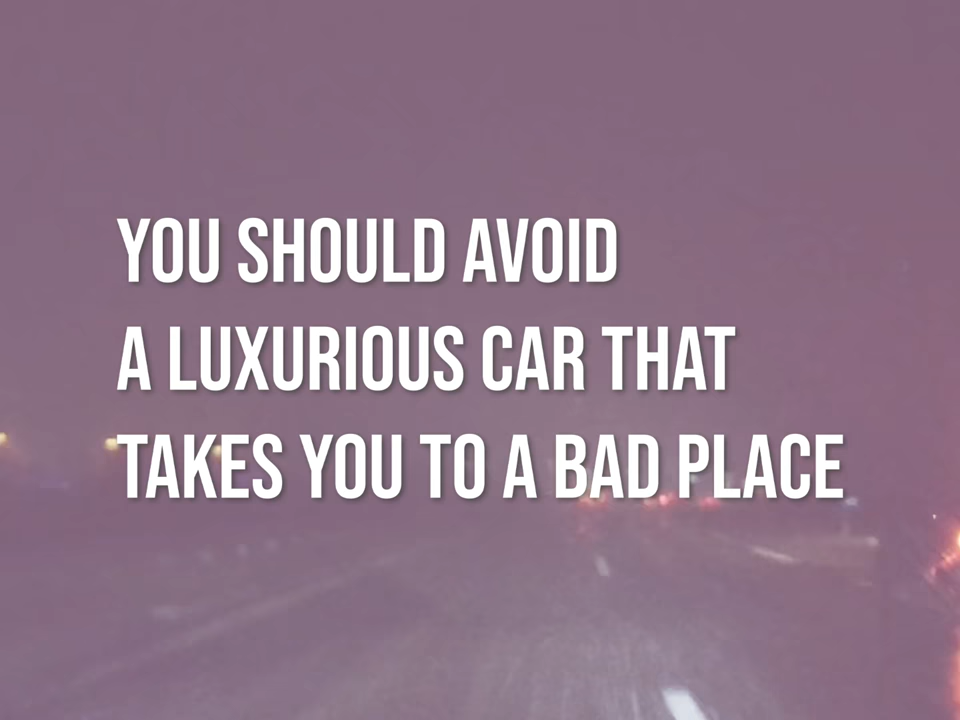 YOU SHOULD AVOID
A LUXURIOUS CAR THAT
TAKES YOU TO A BAD PLACE